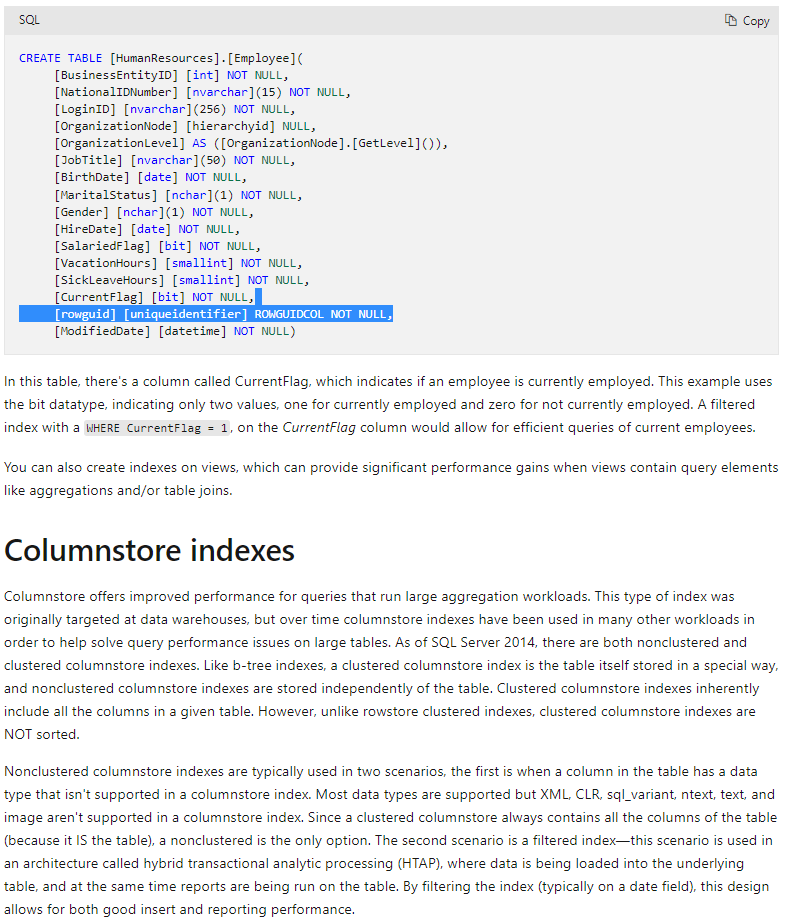 SQL
Copy
CREATE TABLE [HumanResources].[Employee](
[BusinessEntityID] [int] NOT NULL,
[NationalIDNumber] [nvarchar](15) NOT NULL,
[LoginID] [nvarchar](256) NOT NULL,
[OrganizationNode] [hierarchyid] NULL,
[OrganizationLevel] AS ([OrganizationNode].[GetLevel]()),
[JobTitle] [nvarchar](50) NOT NULL,
[BirthDate] [date] NOT NULL,
[MaritalStatus] [nchar](1) NOT NULL,
[Gender] [nchar](1) NOT NULL,
[HireDate] [date] NOT NULL,
[SalariedFlag] [bit] NOT NULL,
[VacationHours] [smallint] NOT NULL,
[SickLeaveHours] [smallint] NOT NULL,
[CurrentFlag] [bit] NOT NULL,
[rowguid] [uniqueidentifier] ROWGUIDCOL NOT NULL,
[ModifiedDate] [datetime] NOT NULL)
In this table, there's a column called CurrentFlag, which indicates if an employee is currently employed. This example uses
the bit datatype, indicating only two values, one for currently employed and zero for not currently employed. A filtered
index with a WHERE CurrentFlag = 1, on the CurrentFlag column would allow for efficient queries of current employees.
You can also create indexes on views, which can provide significant performance gains when views contain query elements
like aggregations and/or table joins.
Columnstore indexes
Columnstore offers improved performance for queries that run large aggregation workloads. This type of index was
originally targeted at data warehouses, but over time columnstore indexes have been used in many other workloads in
order to help solve query performance issues on large tables. As of SQL Server 2014, there are both nonclustered and
clustered columnstore indexes. Like b-tree indexes, a clustered columnstore index is the table itself stored in a special way,
and nonclustered columnstore indexes are stored independently of the table. Clustered columnstore indexes inherently
include all the columns in a given table. However, unlike rowstore clustered indexes, clustered columnstore indexes are
NOT sorted.
Nonclustered columnstore indexes are typically used in two scenarios, the first is when a column in the table has a data
type that isn't supported in a columnstore index. Most data types are supported but XML, CLR, sql_variant, ntext, text, and
image aren't supported in a columnstore index. Since a clustered columnstore always contains all the columns of the table
(because it IS the table), a nonclustered is the only option. The second scenario is a filtered index—this scenario is used in
an architecture called hybrid transactional analytic processing (HTAP), where data is being loaded into the underlying
table, and at the same time reports are being run on the table. By filtering the index (typically on a date field), this design
allows for both good insert and reporting performance.